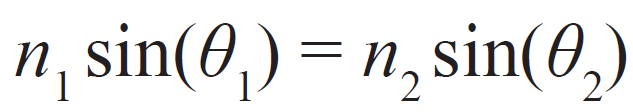 n₁ sin(θ₁) = n₂ sin(θ₂)